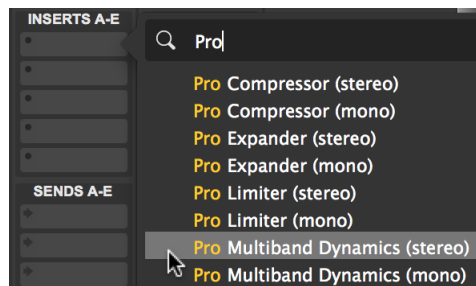 INSERTS A-E
Pro
Pro Compressor (stereo)
Pro Compressor (mono)
Pro Expander (stereo)
Pro Expander (mono)
Pro Limiter (stereo)
Pro Limiter (mono)
Pro Multiband Dynamics (stereo)
Pro Multiband Dynamics (mono)
SENDS A-E